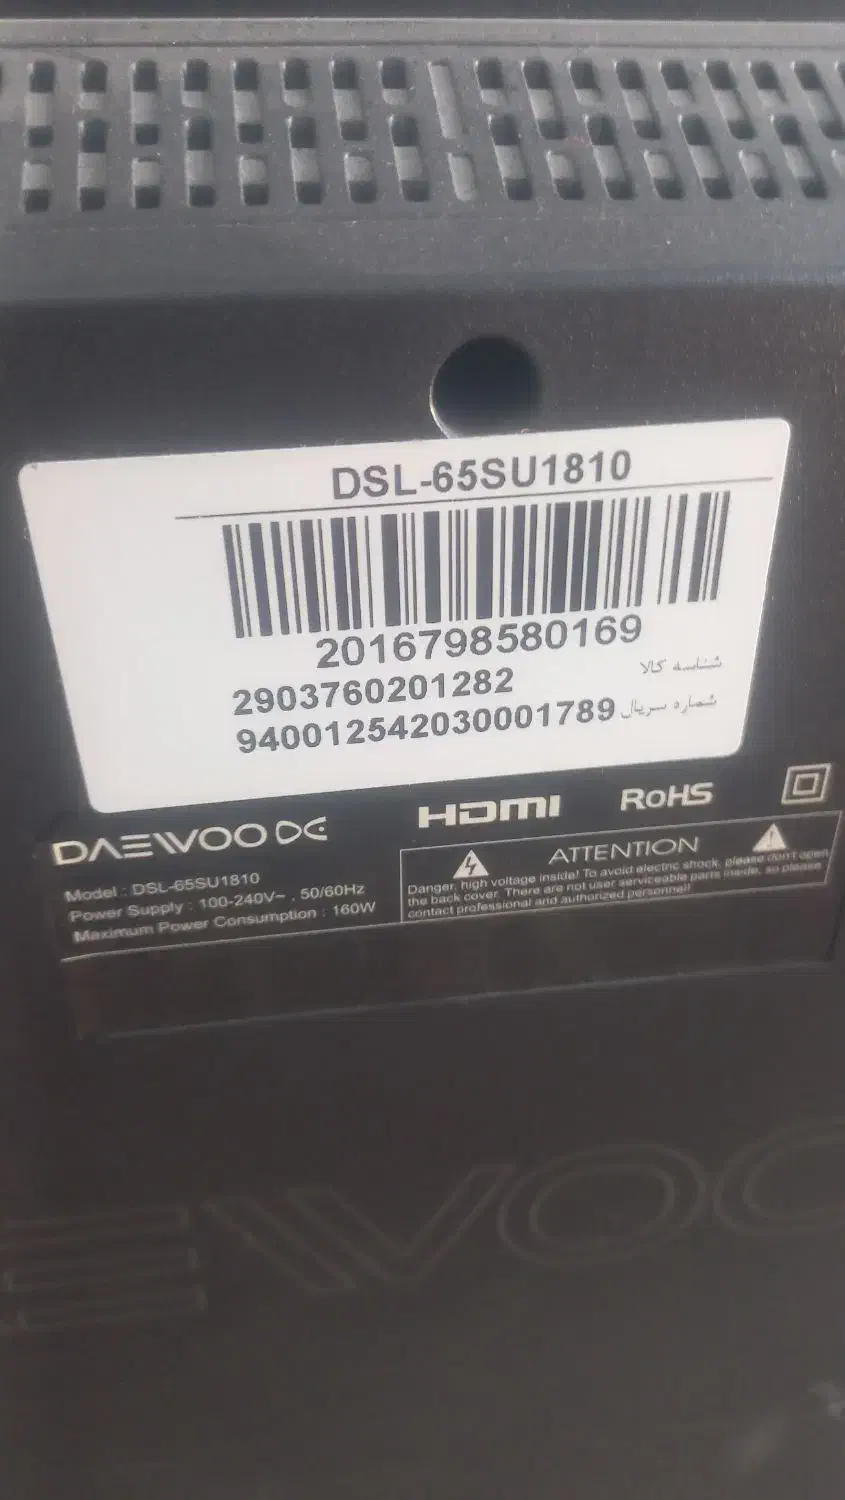 DSL-65SU1810
2016798580169
2903760201282 شناسه کالا
940012542030001789 شماره سریال
DAEWOO
HDMI
RoHS
Model : DSL-65SU1810
Power Supply : 100-240V~ , 50/60Hz
Maximum Power Consumption : 160W
ATTENTION
Danger, high voltage inside! To avoid electric shock, please don't open
the back cover. There are not user serviceable parts inside, so please
contact professional and authorized personnel!
EWOO